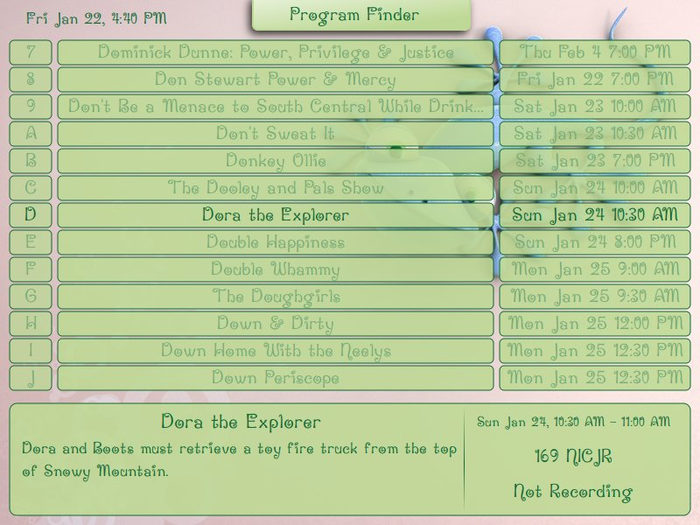 Fri Jan 22, 4:40 PM
Program Finder
7 Dominick Dunne: Power, Privilege & Justice Thu Feb 4 7:00 PM
8 Don Stewart Power & Mercy Fri Jan 22 7:00 PM
9 Don't Be a Menace to South Central While Drink... Sat Jan 23 10:00 AM
A Don't Sweat It Sat Jan 23 10:30 AM
B Donkey Ollie Sat Jan 23 7:00 PM
C The Dooley and Pals Show Sun Jan 24 10:00 AM
D Dora the Explorer Sun Jan 24 10:30 AM
E Double Happiness Sun Jan 24 8:00 PM
F Double Whammy Mon Jan 25 9:00 AM
G The Doughgirls Mon Jan 25 9:30 AM
H Down & Dirty Mon Jan 25 12:00 PM
I Down Home With the Neelys Mon Jan 25 12:30 PM
J Down Periscope Mon Jan 25 12:30 PM
Dora the Explorer
Dora and Boots must retrieve a toy fire truck from the top
of Snowy Mountain.
Sun Jan 24, 10:30 AM - 11:00 AM
169 NICJR
Not Recording